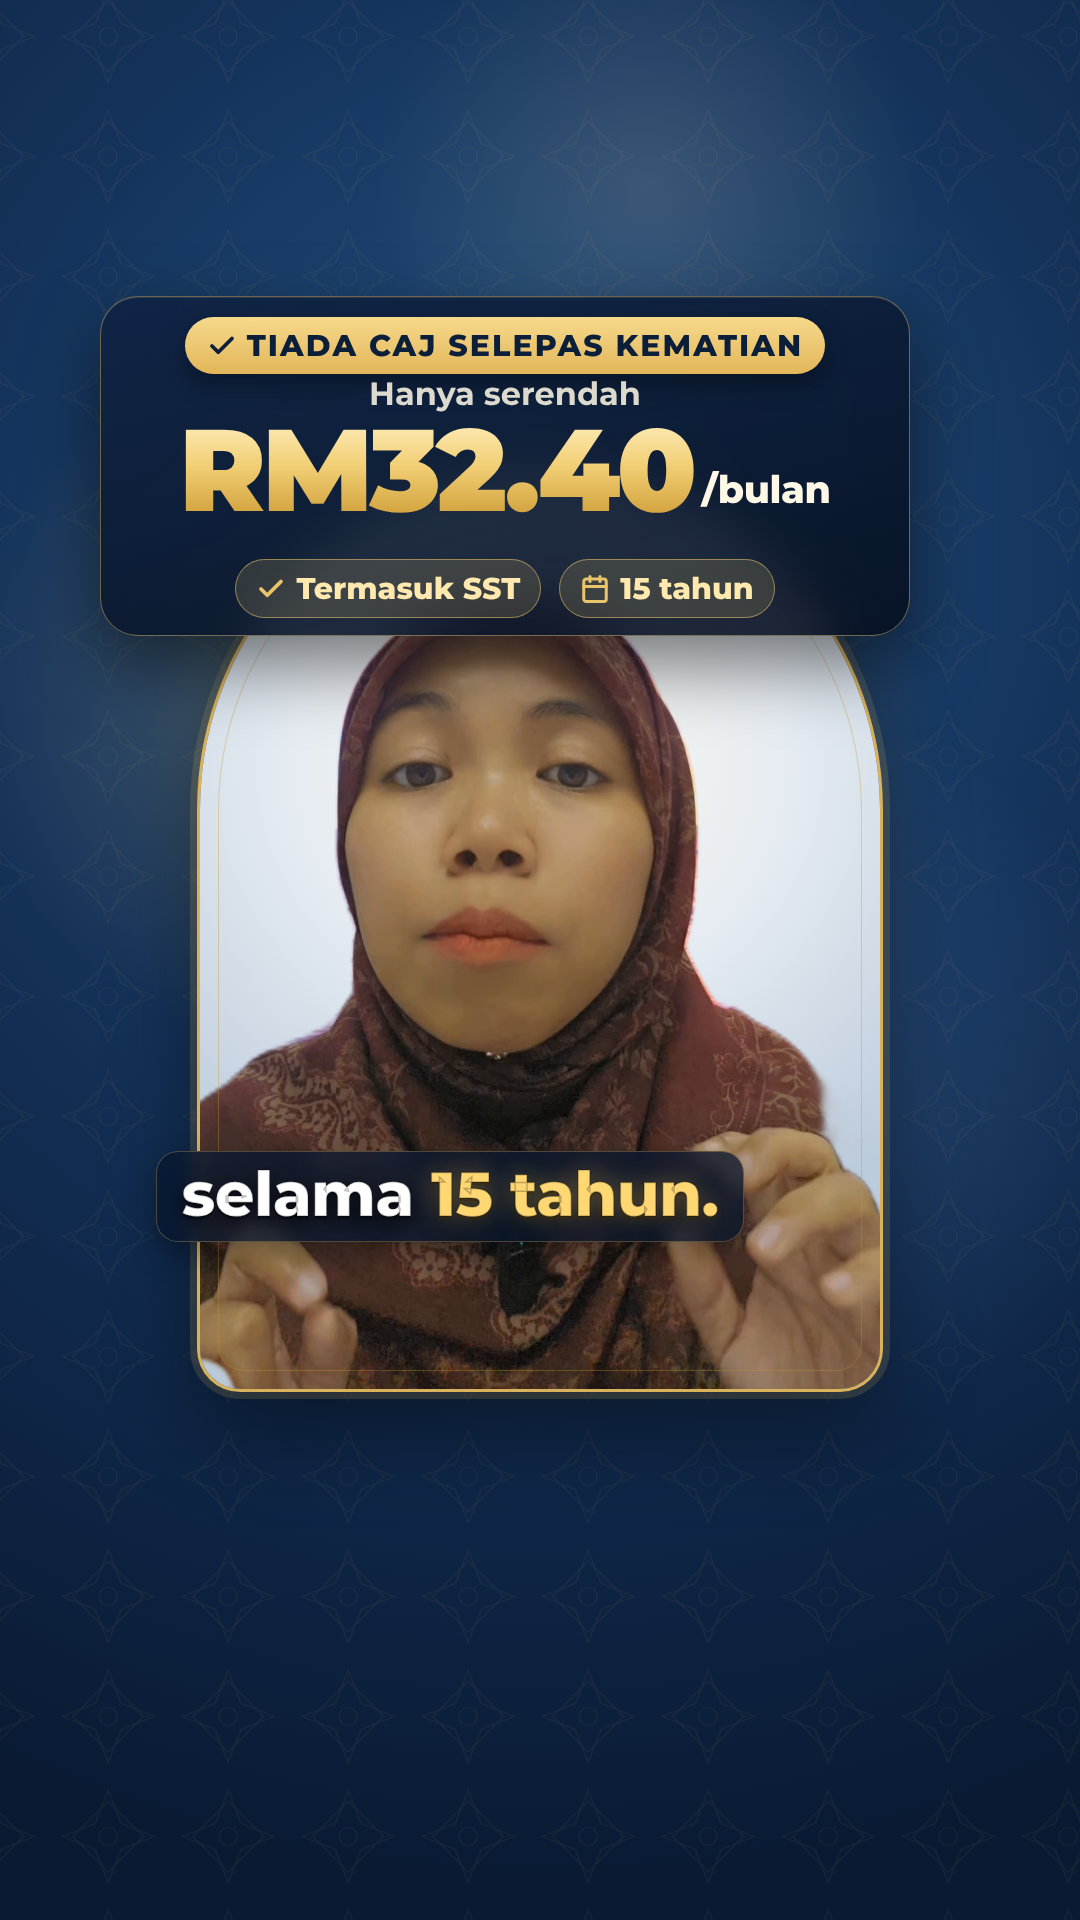 TIADA CAJ SELEPAS KEMATIAN
Hanya serendah
RM32.40/bulan
Termasuk SST
15 tahun
selama 15 tahun.